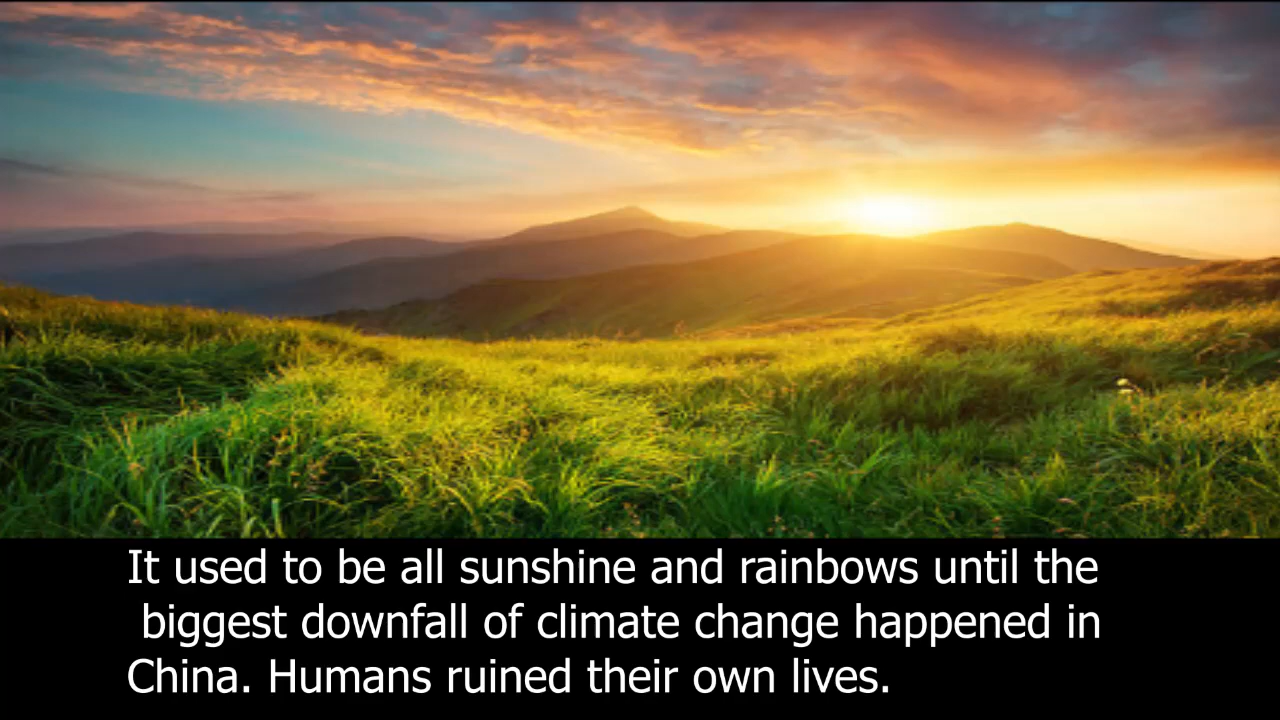 It used to be all sunshine and rainbows until the
biggest downfall of climate change happened in
China. Humans ruined their own lives.